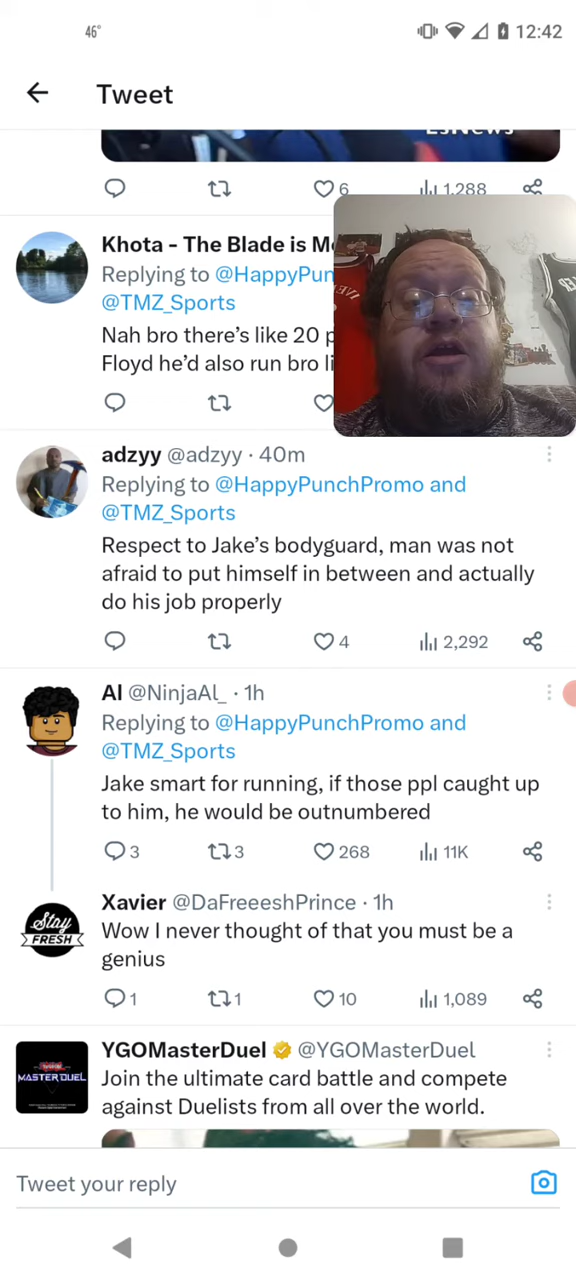 46° 12:42
Tweet
EsNews
6 1,288
Khota - The Blade is
Replying to @HappyPun
@TMZ_Sports
Nah bro there's like 20
Floyd he'd also run bro
adzyy @adzyy · 40m
Replying to @HappyPunchPromo and
@TMZ_Sports
Respect to Jake's bodyguard, man was not
afraid to put himself in between and actually
do his job properly
4 2,292
Al @NinjaAl_ · 1h
Replying to @HappyPunchPromo and
@TMZ_Sports
Jake smart for running, if those ppl caught up
to him, he would be outnumbered
3 3 268 11K
Xavier @DaFreeeshPrince · 1h
Stay
FRESH
Wow I never thought of that you must be a
genius
1 1 10 1,089
YGOMasterDuel @YGOMasterDuel
MASTER DUEL
Join the ultimate card battle and compete
against Duelists from all over the world.
Tweet your reply